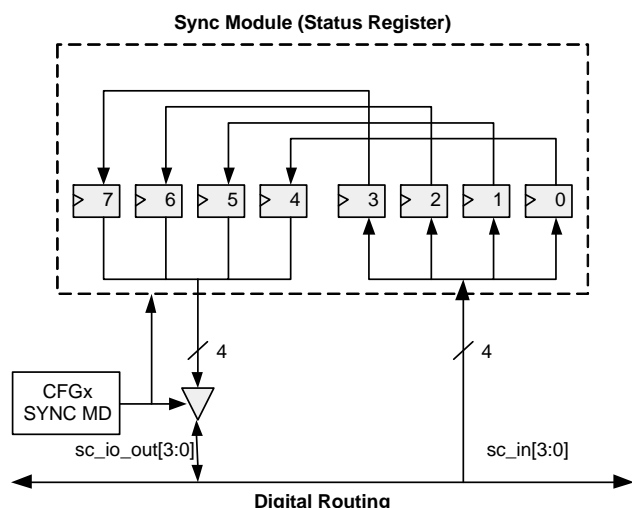 Sync Module (Status Register)
7 6 5 4 3 2 1 0
4 4
CFGx
SYNC MD
sc_io_out[3:0] sc_in[3:0]
Digital Routing